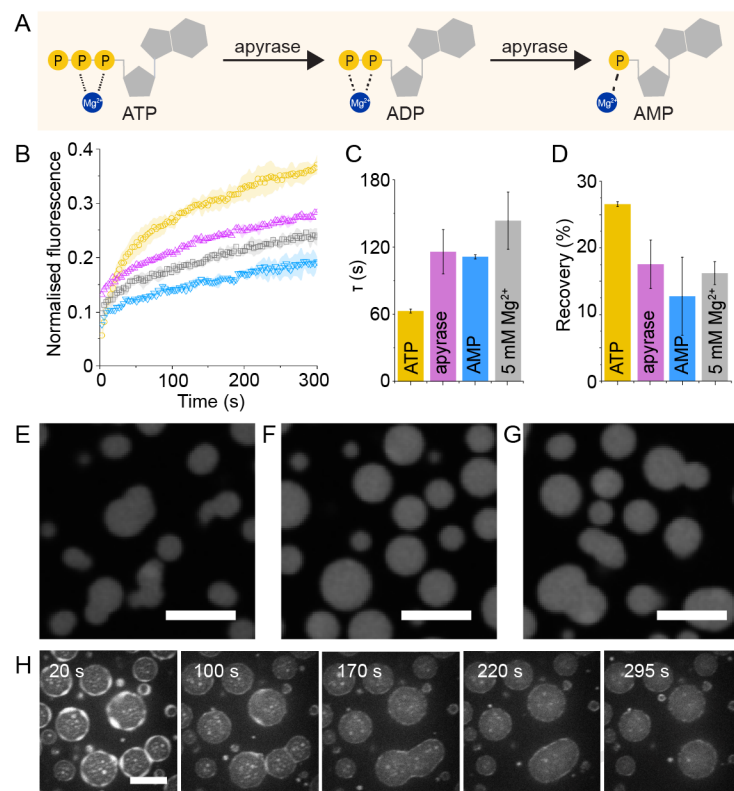 A
apyrase
apyrase
P P P
P P
P
Mg²⁺
Mg²⁺
Mg²⁺
ATP
ADP
AMP
B
Normalised fluorescence
0.4
0.3
0.2
0.1
0
0 100 200 300
Time (s)
C
τ (s)
180
120
60
0
ATP
apyrase
AMP
5 mM Mg²⁺
D
Recovery (%)
30
20
10
0
ATP
apyrase
AMP
5 mM Mg²⁺
E
F
G
H
20 s
100 s
170 s
220 s
295 s